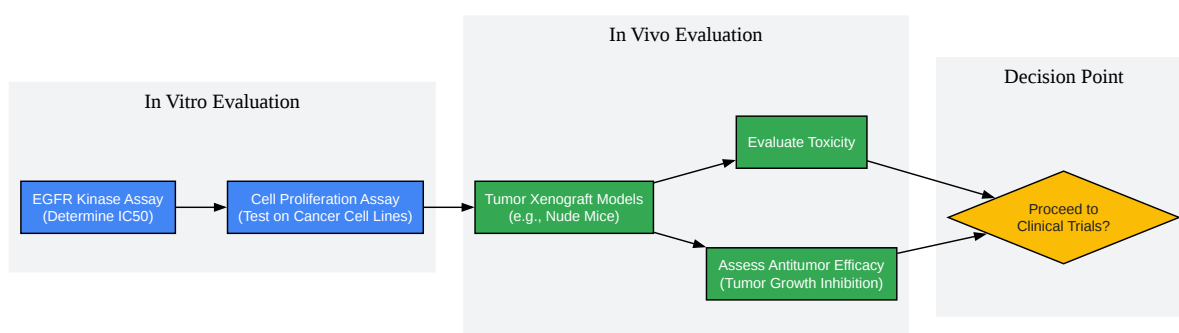 In Vitro Evaluation
EGFR Kinase Assay
(Determine IC50)
Cell Proliferation Assay
(Test on Cancer Cell Lines)
In Vivo Evaluation
Tumor Xenograft Models
(e.g., Nude Mice)
Evaluate Toxicity
Assess Antitumor Efficacy
(Tumor Growth Inhibition)
Decision Point
Proceed to
Clinical Trials?